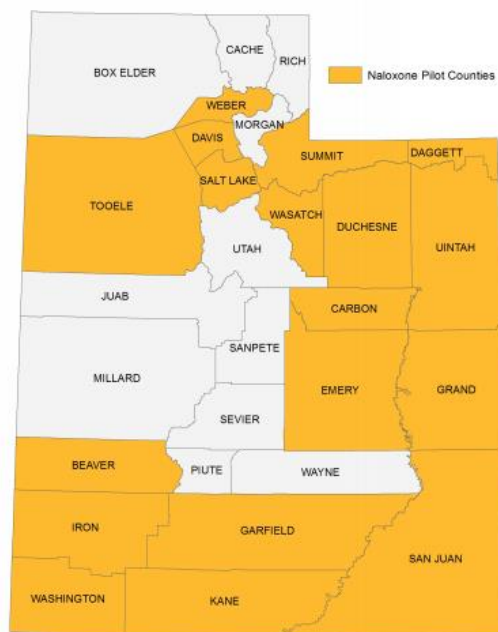 CACHE
RICH
BOX ELDER
Naloxone Pilot Counties
WEBER
MORGAN
DAVIS
SUMMIT
DAGGETT
SALT LAKE
TOOELE
WASATCH
DUCHESNE
UINTAH
UTAH
JUAB
CARBON
SANPETE
MILLARD
EMERY
GRAND
SEVIER
BEAVER
PIUTE
WAYNE
IRON
GARFIELD
SAN JUAN
WASHINGTON
KANE